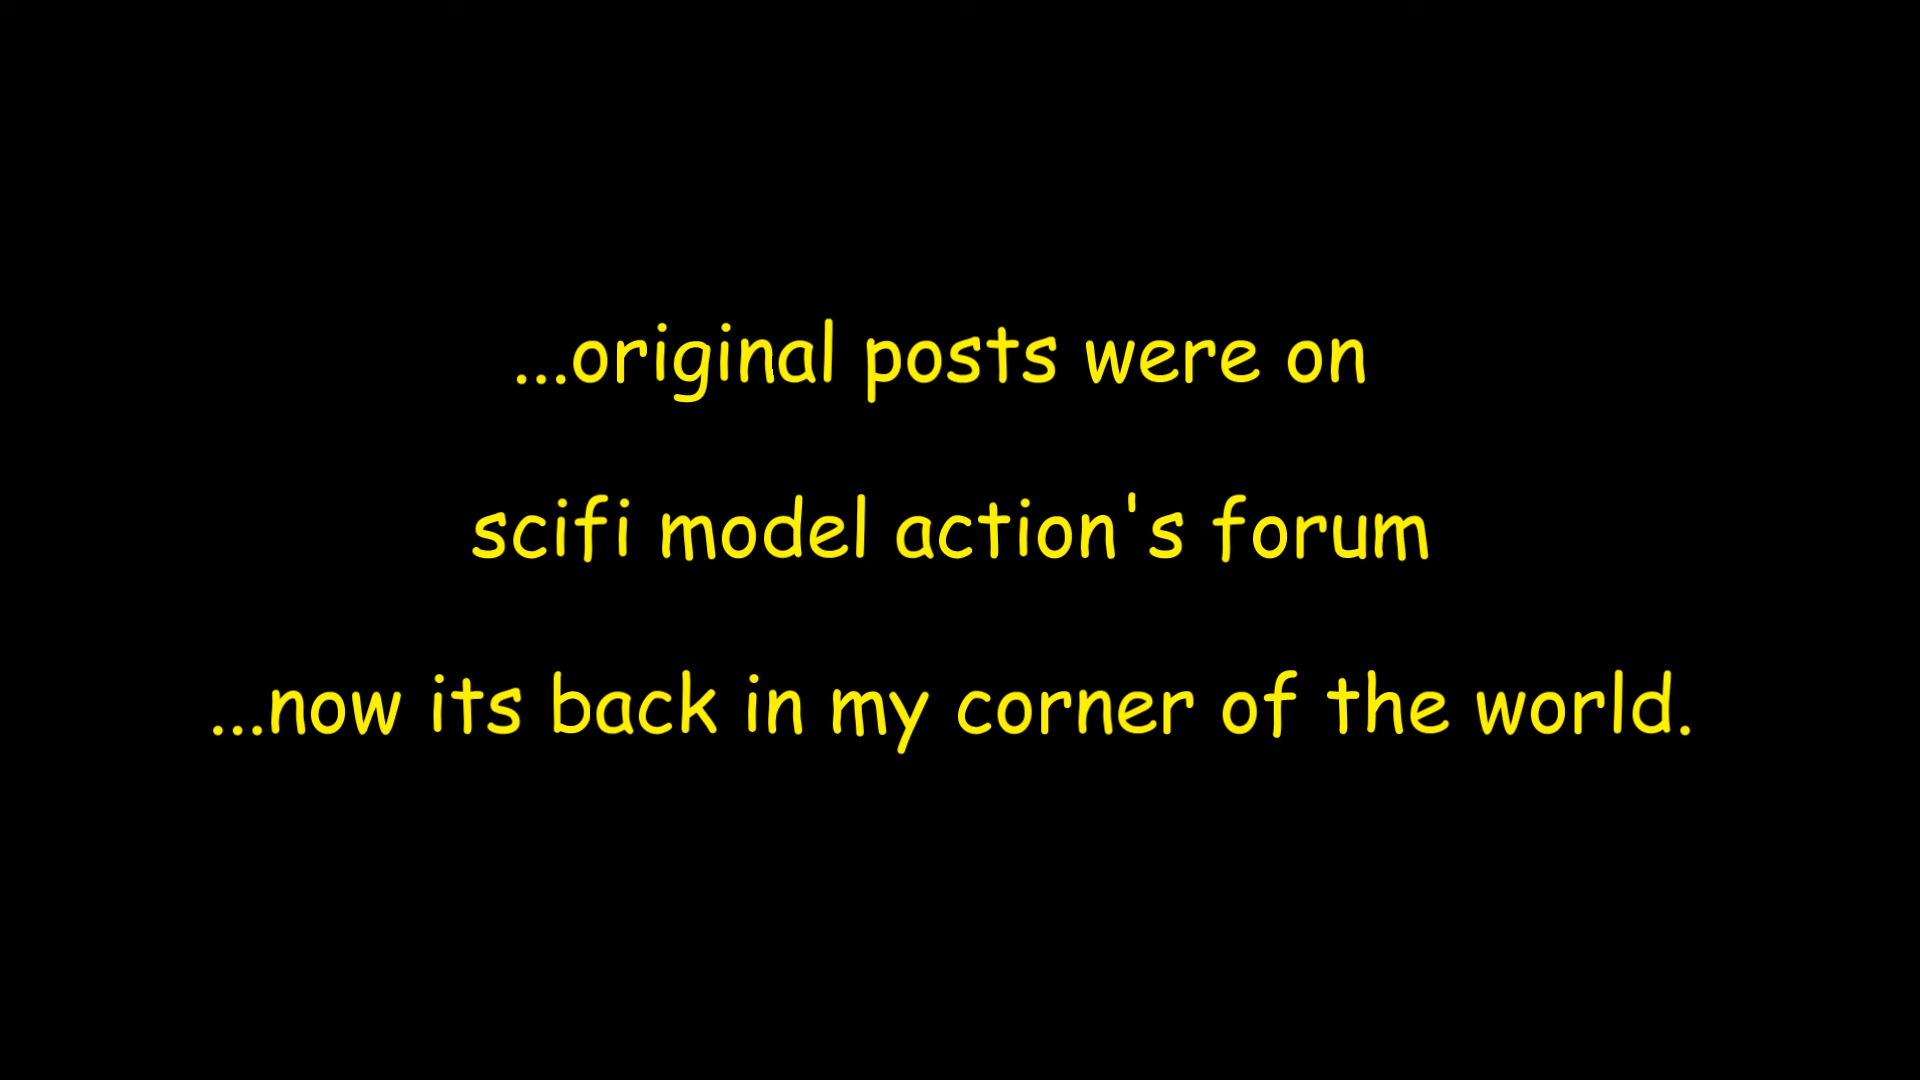 ...original posts were on
scifi model action's forum
...now its back in my corner of the world.